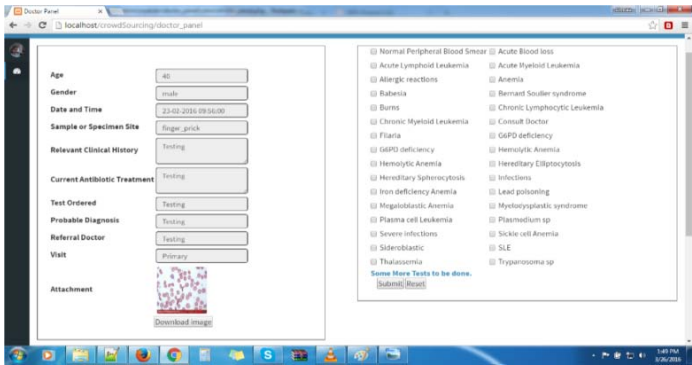 Doctor Panel
localhost/crowdSourcing/doctor_panel
Age 40
Gender male
Date and Time 23-03-2016 09:56:00
Sample or Specimen Site finger_prick
Relevant Clinical History Testing
Current Antibiotic Treatment Testing
Test Ordered Testing
Probable Diagnosis Testing
Referral Doctor Testing
Visit Primary
Attachment
Download image
Normal Peripheral Blood Smear Acute Blood loss
Acute Lymphoid Leukemia Acute Myeloid Leukemia
Allergic reactions Anemia
Babesia Bernard Soulier syndrome
Burns Chronic Lymphocytic Leukemia
Chronic Myeloid Leukemia Consult Doctor
Filaria G6PD deficiency
G6PD deficiency Hemolytic Anemia
Hemolytic Anemia Hereditary Elliptocytosis
Hereditary Spherocytosis Infections
Iron deficiency Anemia Lead poisoning
Megaloblastic Anemia Myelodysplastic syndrome
Plasma cell Leukemia Plasmodium sp
Severe infections Sickle cell Anemia
Sideroblastic SLE
Thalassemia Trypanosoma sp
Some More Tests to be done.
Submit Reset
1:49 PM
3/26/2016